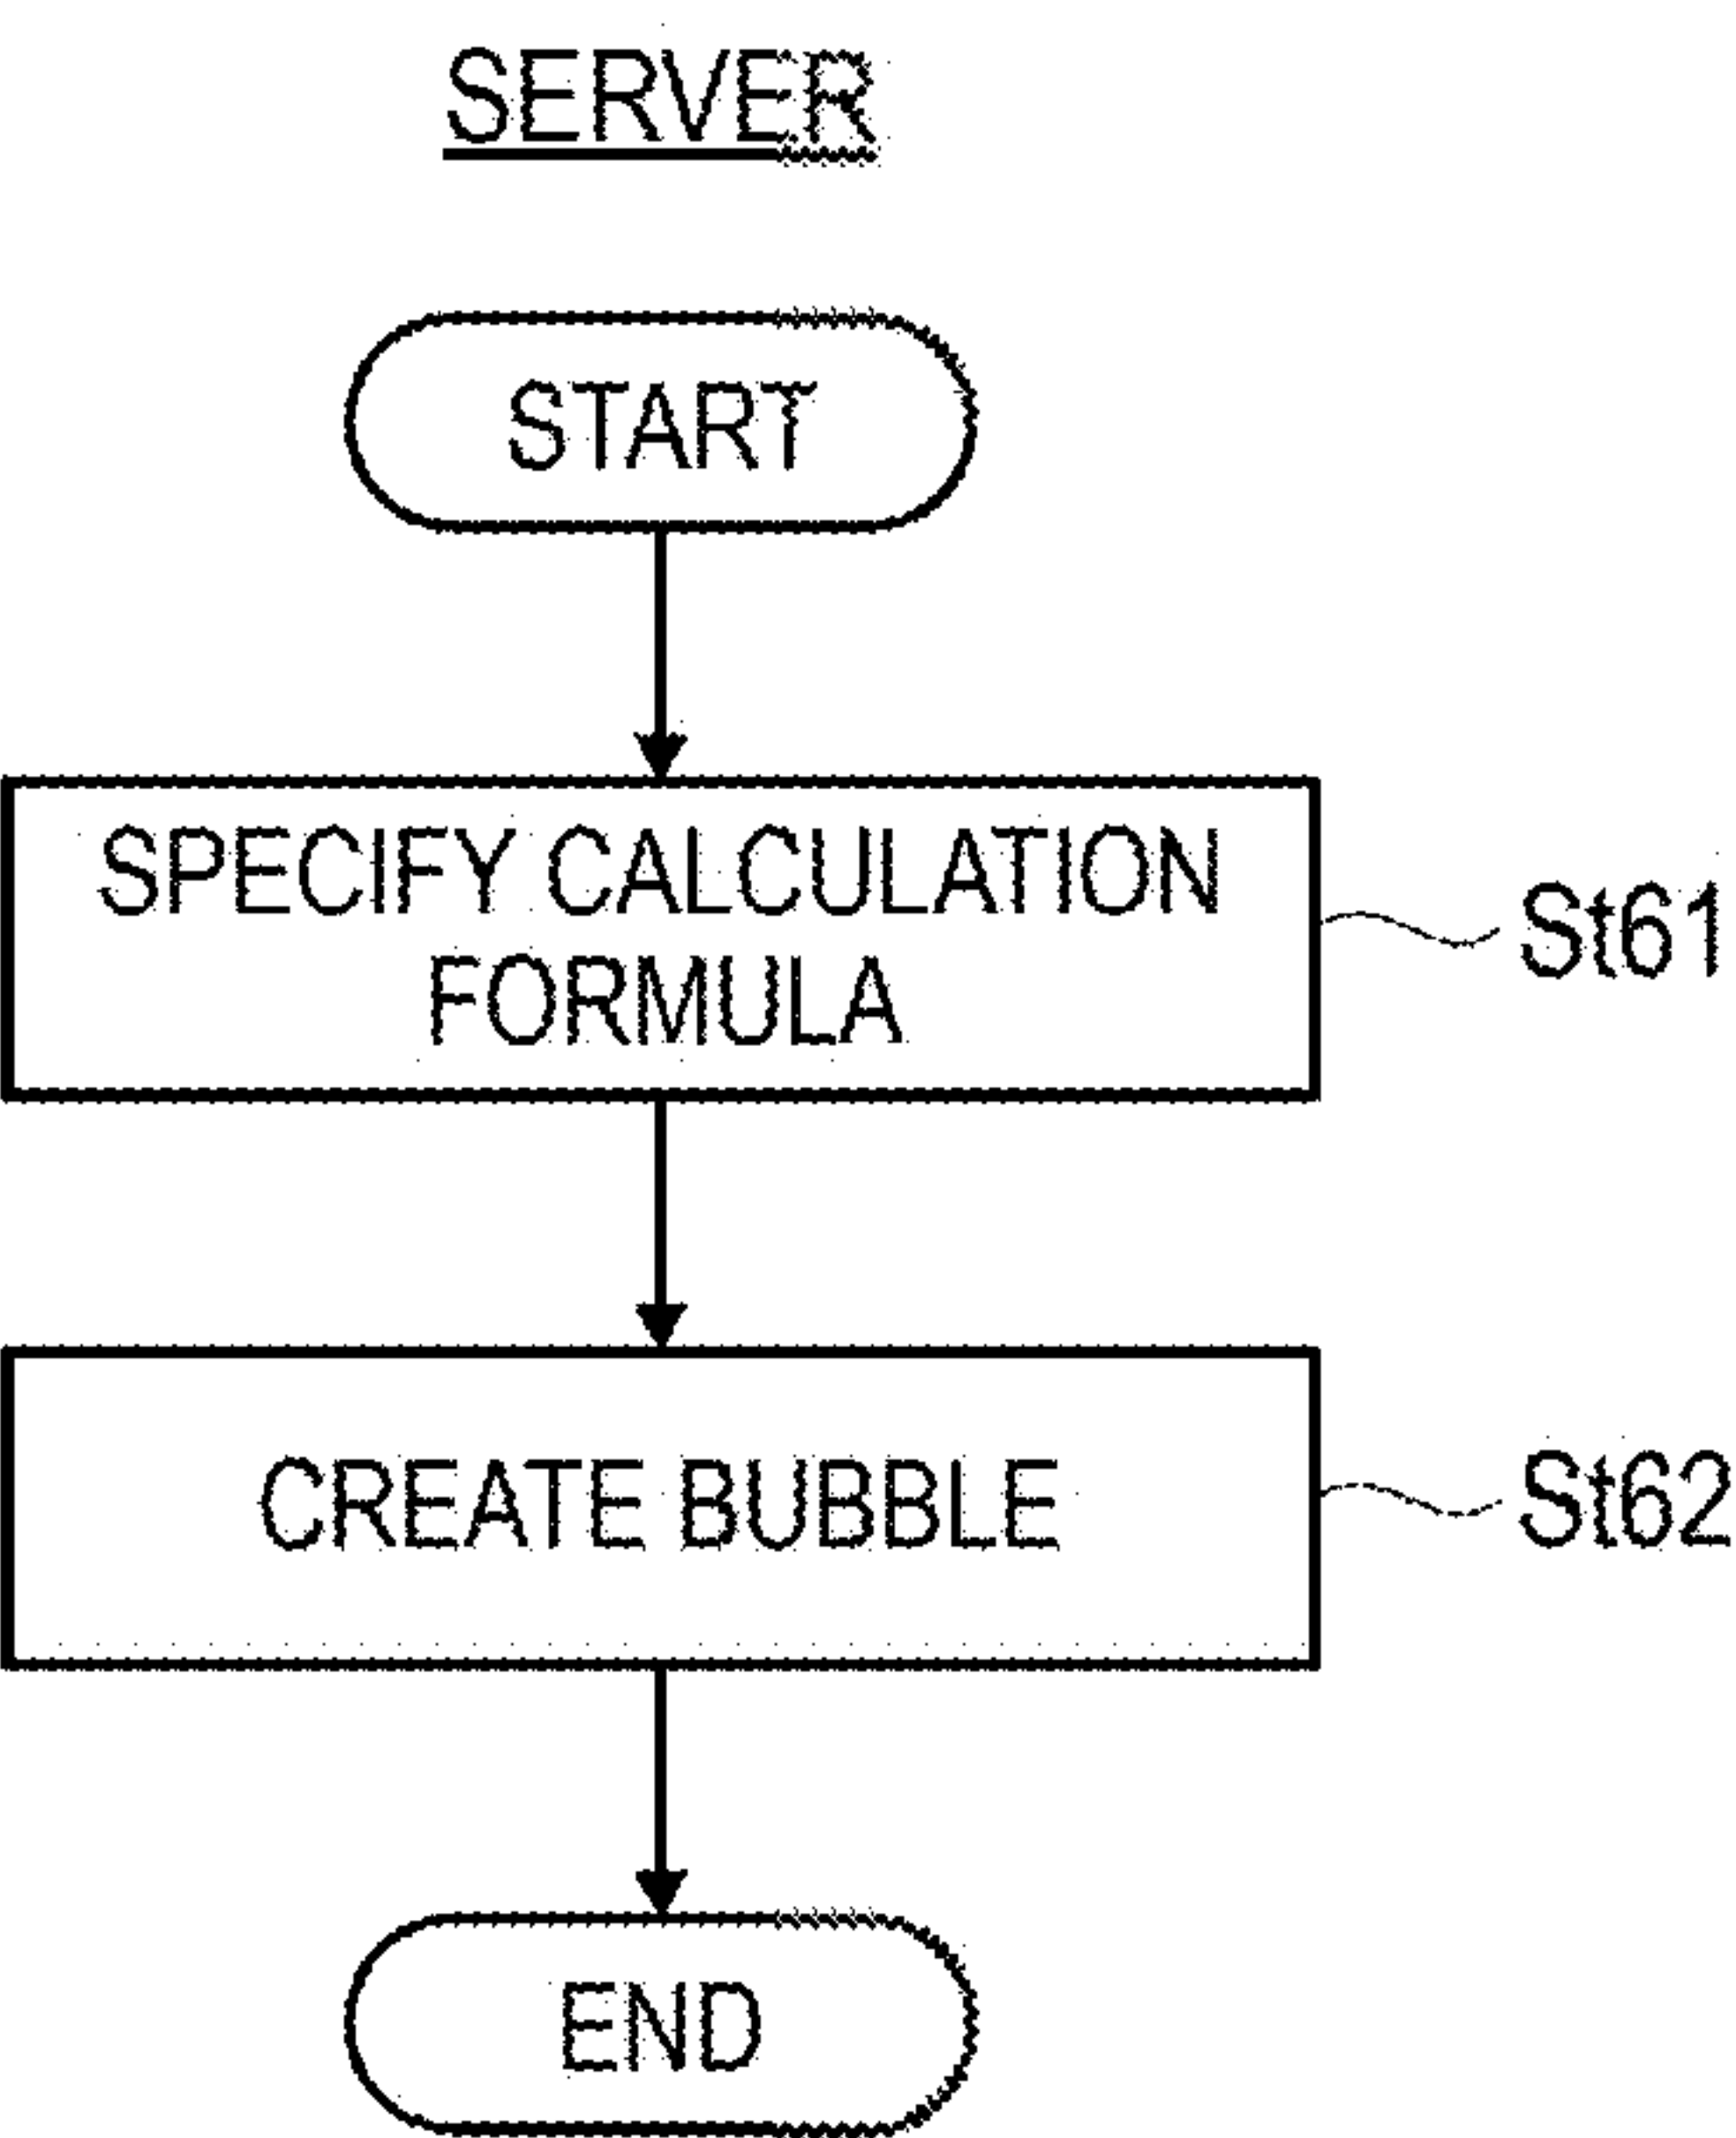 SERVER
START
SPECIFY CALCULATION
FORMULA
St61
CREATE BUBBLE
St62
END